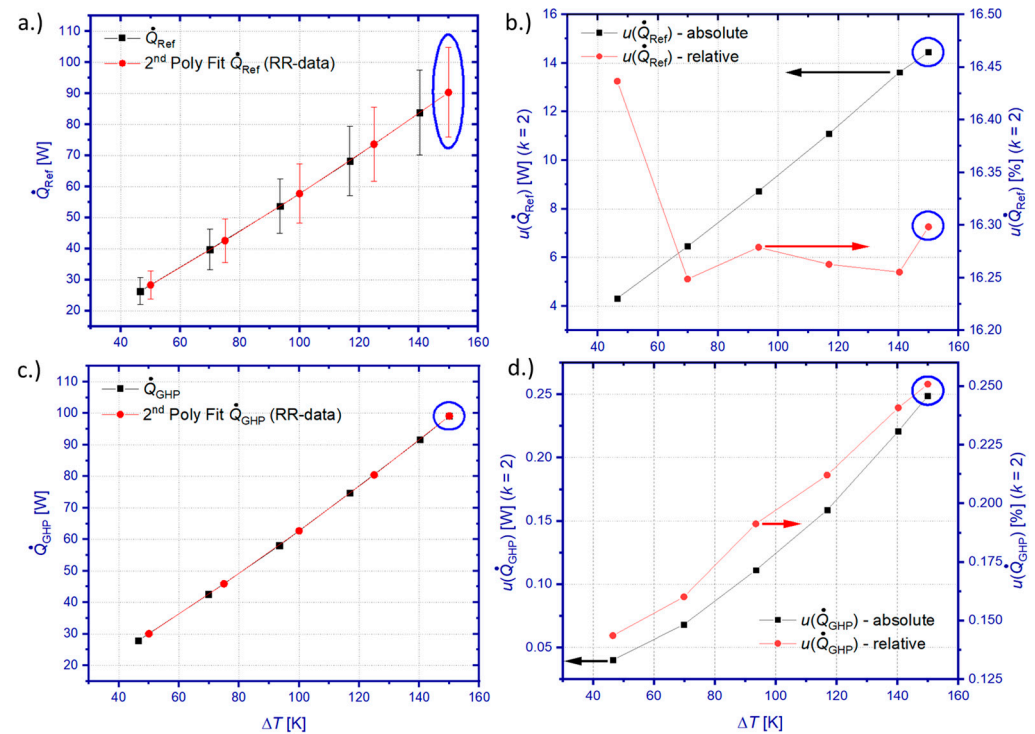 a.)
Q̇Ref
2nd Poly Fit Q̇Ref (RR-data)
110
100
90
80
70
60
50
40
30
20
Q̇Ref [W]
40 60 80 100 120 140 160
b.)
u(Q̇Ref) - absolute
u(Q̇Ref) - relative
16
14
12
10
8
6
4
u(Q̇Ref) [W] (k = 2)
16.50
16.45
16.40
16.35
16.30
16.25
16.20
u(Q̇Ref) [%] (k = 2)
40 60 80 100 120 140 160
c.)
Q̇GHP
2nd Poly Fit Q̇GHP (RR-data)
110
100
90
80
70
60
50
40
30
20
Q̇GHP [W]
40 60 80 100 120 140 160
ΔT [K]
d.)
0.25
0.20
0.15
0.10
0.05
u(Q̇GHP) [W] (k = 2)
0.250
0.225
0.200
0.175
0.150
0.125
u(Q̇GHP) [%] (k = 2)
u(Q̇GHP) - absolute
u(Q̇GHP) - relative
40 60 80 100 120 140 160
ΔT [K]